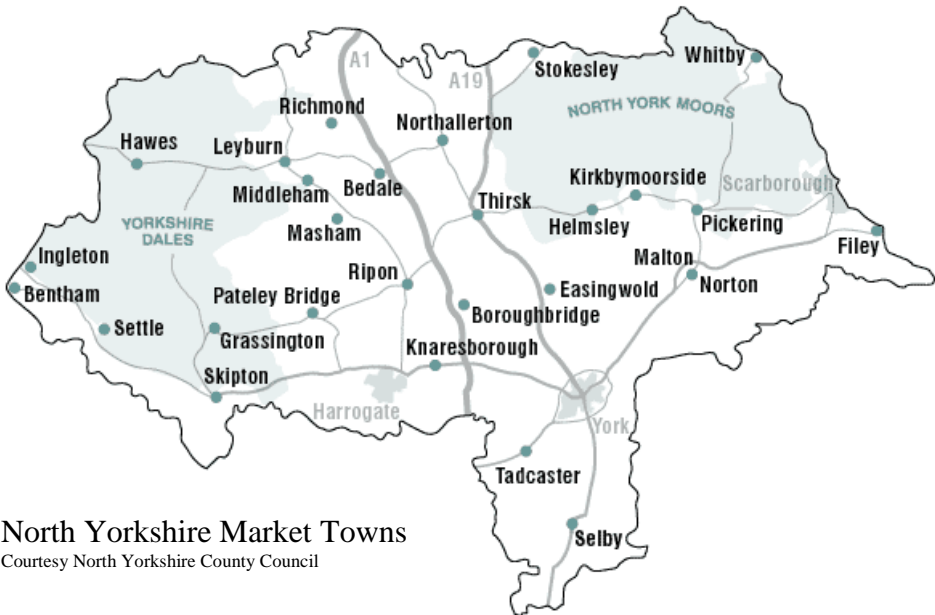 Whitby
A1
Stokesley
A19
NORTH YORK MOORS
Richmond
Northallerton
Hawes
Leyburn
Kirkbymoorside
Scarborough
Middleham
Bedale
Thirsk
YORKSHIRE
DALES
Masham
Helmsley
Pickering
Filey
Ingleton
Malton
Ripon
Norton
Bentham
Pateley Bridge
Easingwold
Settle
Boroughbridge
Grassington
Knaresborough
Skipton
Harrogate
York
Tadcaster
North Yorkshire Market Towns
Selby
Courtesy North Yorkshire County Council